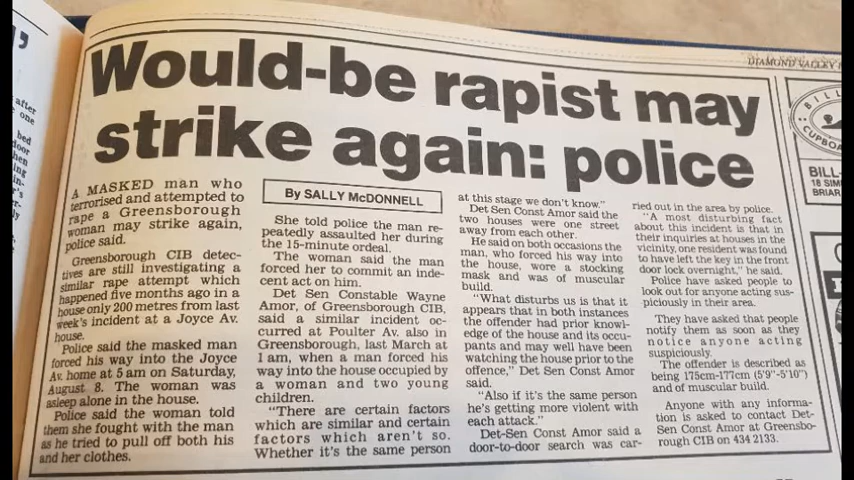 DIAMOND VALLEY
Would-be rapist may
strike again: police
A MASKED man who
terrorised and attempted to
rape a Greensborough
woman may strike again,
police said.
Greensborough CIB detec-
tives are still investigating a
similar rape attempt which
happened five months ago in a
house only 200 metres from last
week's incident at a Joyce Av.
house.
Police said the masked man
forced his way into the Joyce
Av. home at 5 am on Saturday,
August 8. The woman was
asleep alone in the house.
Police said the woman told
them she fought with the man
as he tried to pull off both his
and her clothes.
By SALLY McDONNELL
She told police the man re-
peatedly assaulted her during
the 15-minute ordeal.
The woman said the man
forced her to commit an inde-
cent act on him.
Det Sen Constable Wayne
Amor, of Greensborough CIB,
said a similar incident oc-
curred at Poulter Av. also in
Greensborough, last March at
1 am, when a man forced his
way into the house occupied by
a woman and two young
children.
"There are certain factors
which are similar and certain
factors which aren't so.
Whether it's the same person
at this stage we don't know."
Det Sen Const Amor said the
two houses were one street
away from each other.
He said on both occasions the
man, who forced his way into
the house, wore a stocking
mask and was of muscular
build.
"What disturbs us is that it
appears that in both instances
the offender had prior knowl-
edge of the house and its occu-
pants and may well have been
watching the house prior to the
offence," Det Sen Const Amor
said.
"Also if it's the same person
he's getting more violent with
each attack."
Det-Sen Const Amor said a
door-to-door search was car-
ried out in the area by police.
"A most disturbing fact
about this incident is that in
their inquiries at houses in the
vicinity, one resident was found
to have left the key in the front
door lock overnight," he said.
Police have asked people to
look out for anyone acting sus-
piciously in their area.
They have asked that people
notify them as soon as they
notice anyone acting
suspiciously.
The offender is described as
being 175cm-177cm (5'9"-5'10")
and of muscular build.
Anyone with any informa-
tion is asked to contact Det-
Sen Const Amor at Greensbo-
rough CIB on 434 2133.
after
one
bed
door
BILL
CUPBOA
BILL-
18 SIM
BRIAR